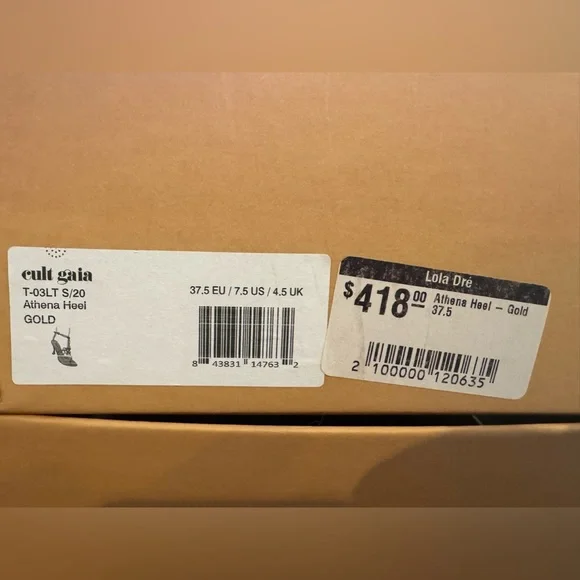 cult gaia
T-03LT S/20
Athena Heel
GOLD
37.5 EU / 7.5 US / 4.5 UK
8 43831 14763 2
Lola Dré
$418.00
Athena Heel – Gold
37.5
2 100000 120635